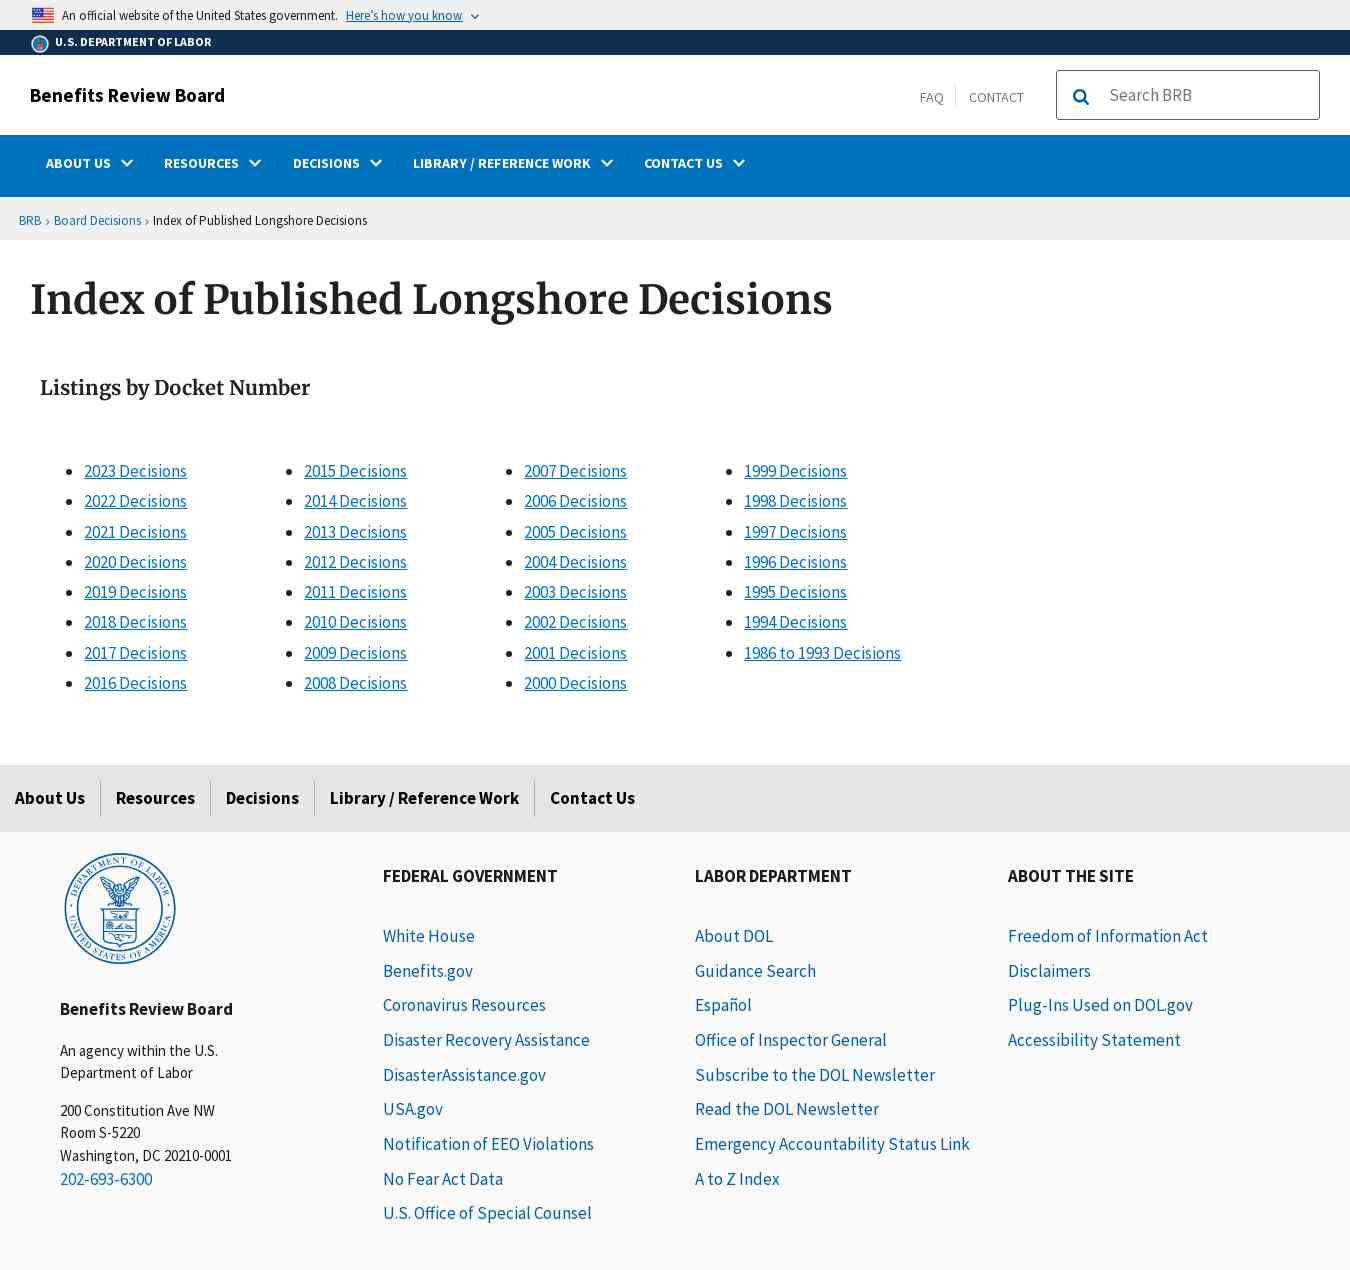 An official website of the United States government. Here's how you know
U.S. DEPARTMENT OF LABOR
Benefits Review Board
FAQ
CONTACT
Search BRB
ABOUT US
RESOURCES
DECISIONS
LIBRARY / REFERENCE WORK
CONTACT US
BRB › Board Decisions › Index of Published Longshore Decisions
Index of Published Longshore Decisions
Listings by Docket Number
2023 Decisions
2022 Decisions
2021 Decisions
2020 Decisions
2019 Decisions
2018 Decisions
2017 Decisions
2016 Decisions
2015 Decisions
2014 Decisions
2013 Decisions
2012 Decisions
2011 Decisions
2010 Decisions
2009 Decisions
2008 Decisions
2007 Decisions
2006 Decisions
2005 Decisions
2004 Decisions
2003 Decisions
2002 Decisions
2001 Decisions
2000 Decisions
1999 Decisions
1998 Decisions
1997 Decisions
1996 Decisions
1995 Decisions
1994 Decisions
1986 to 1993 Decisions
About Us
Resources
Decisions
Library / Reference Work
Contact Us
DEPARTMENT OF LABOR
UNITED STATES OF AMERICA
Benefits Review Board
An agency within the U.S.
Department of Labor
200 Constitution Ave NW
Room S-5220
Washington, DC 20210-0001
202-693-6300
FEDERAL GOVERNMENT
White House
Benefits.gov
Coronavirus Resources
Disaster Recovery Assistance
DisasterAssistance.gov
USA.gov
Notification of EEO Violations
No Fear Act Data
U.S. Office of Special Counsel
LABOR DEPARTMENT
About DOL
Guidance Search
Español
Office of Inspector General
Subscribe to the DOL Newsletter
Read the DOL Newsletter
Emergency Accountability Status Link
A to Z Index
ABOUT THE SITE
Freedom of Information Act
Disclaimers
Plug-Ins Used on DOL.gov
Accessibility Statement